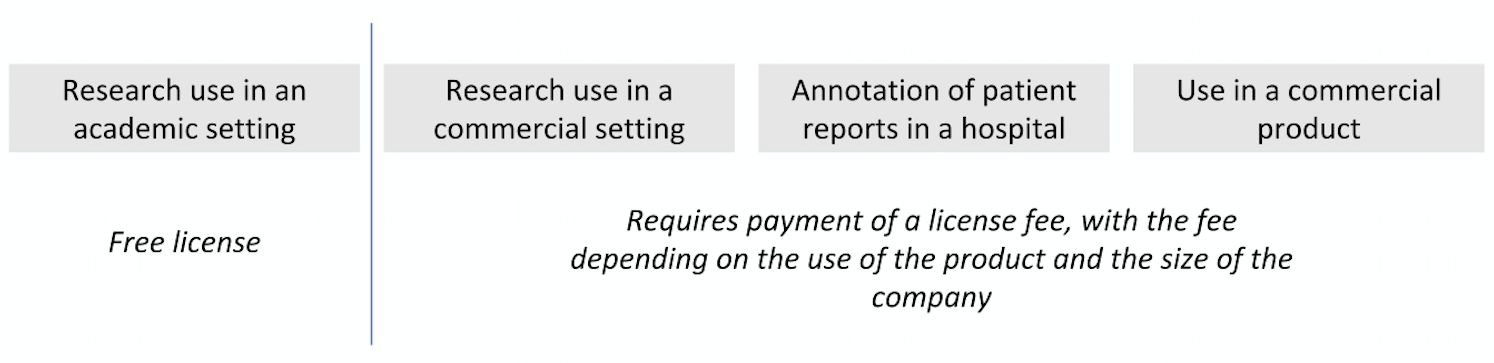 Research use in an
academic setting
Research use in a
commercial setting
Annotation of patient
reports in a hospital
Use in a commercial
product
Free license
Requires payment of a license fee, with the fee
depending on the use of the product and the size of the
company